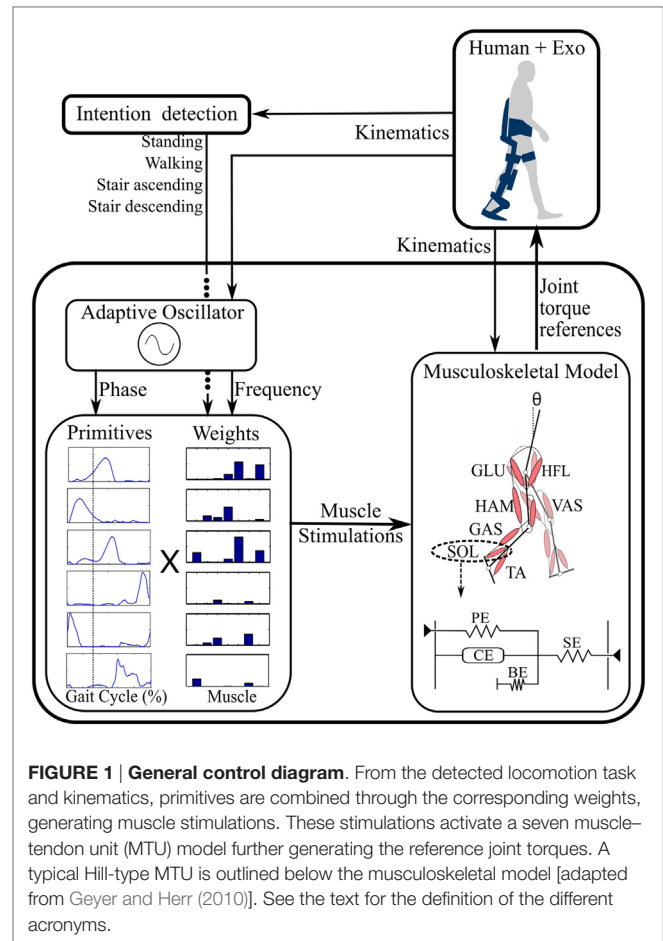 Human + Exo
Intention detection
Kinematics
Standing
Walking
Stair ascending
Stair descending
Kinematics
Joint
torque
references
Adaptive Oscillator
Phase
Frequency
Musculoskeletal Model
Primitives
Weights
θ
GLU
HFL
HAM
VAS
GAS
SOL
TA
X
Muscle
Stimulations
PE
CE
SE
BE
Gait Cycle (%)
Muscle
FIGURE 1 | General control diagram. From the detected locomotion task
and kinematics, primitives are combined through the corresponding weights,
generating muscle stimulations. These stimulations activate a seven muscle–
tendon unit (MTU) model further generating the reference joint torques. A
typical Hill-type MTU is outlined below the musculoskeletal model [adapted
from Geyer and Herr (2010)]. See the text for the definition of the different
acronyms.